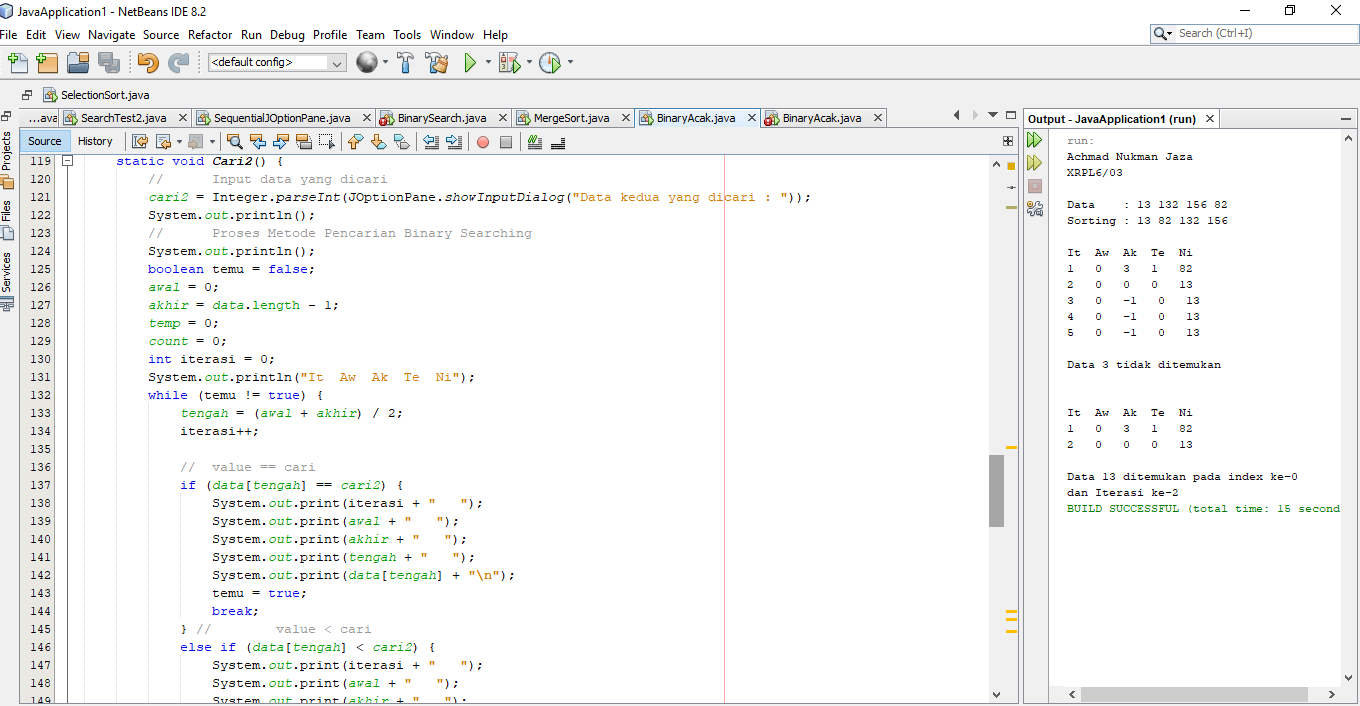 JavaApplication1 - NetBeans IDE 8.2
File Edit View Navigate Source Refactor Run Debug Profile Team Tools Window Help
Search (Ctrl+I)
<default config>
SelectionSort.java
...ava SearchTest2.java SequentialJOptionPane.java BinarySearch.java MergeSort.java BinaryAcak.java BinaryAcak.java
Source History
Projects
Files
Services
119 static void Cari2() {
120 // Input data yang dicari
121 cari2 = Integer.parseInt(JOptionPane.showInputDialog("Data kedua yang dicari : "));
122 System.out.println();
123 // Proses Metode Pencarian Binary Searching
124 System.out.println();
125 boolean temu = false;
126 awal = 0;
127 akhir = data.length - 1;
128 temp = 0;
129 count = 0;
130 int iterasi = 0;
131 System.out.println("It  Aw  Ak  Te  Ni");
132 while (temu != true) {
133 tengah = (awal + akhir) / 2;
134 iterasi++;
135
136 //  value == cari
137 if (data[tengah] == cari2) {
138 System.out.print(iterasi + "   ");
139 System.out.print(awal + "   ");
140 System.out.print(akhir + "   ");
141 System.out.print(tengah + "   ");
142 System.out.print(data[tengah] + "\n");
143 temu = true;
144 break;
145 } //        value < cari
146 else if (data[tengah] < cari2) {
147 System.out.print(iterasi + "   ");
148 System.out.print(awal + "   ");
149 System.out.print(akhir + "   ");
Output - JavaApplication1 (run)
run:
Achmad Nukman Jaza
XRPL6/03
Data    : 13 132 156 82
Sorting : 13 82 132 156
It  Aw  Ak  Te  Ni
1   0   3   1   82
2   0   0   0   13
3   0   -1   0   13
4   0   -1   0   13
5   0   -1   0   13
Data 3 tidak ditemukan
It  Aw  Ak  Te  Ni
1   0   3   1   82
2   0   0   0   13
Data 13 ditemukan pada index ke-0
dan Iterasi ke-2
BUILD SUCCESSFUL (total time: 15 second